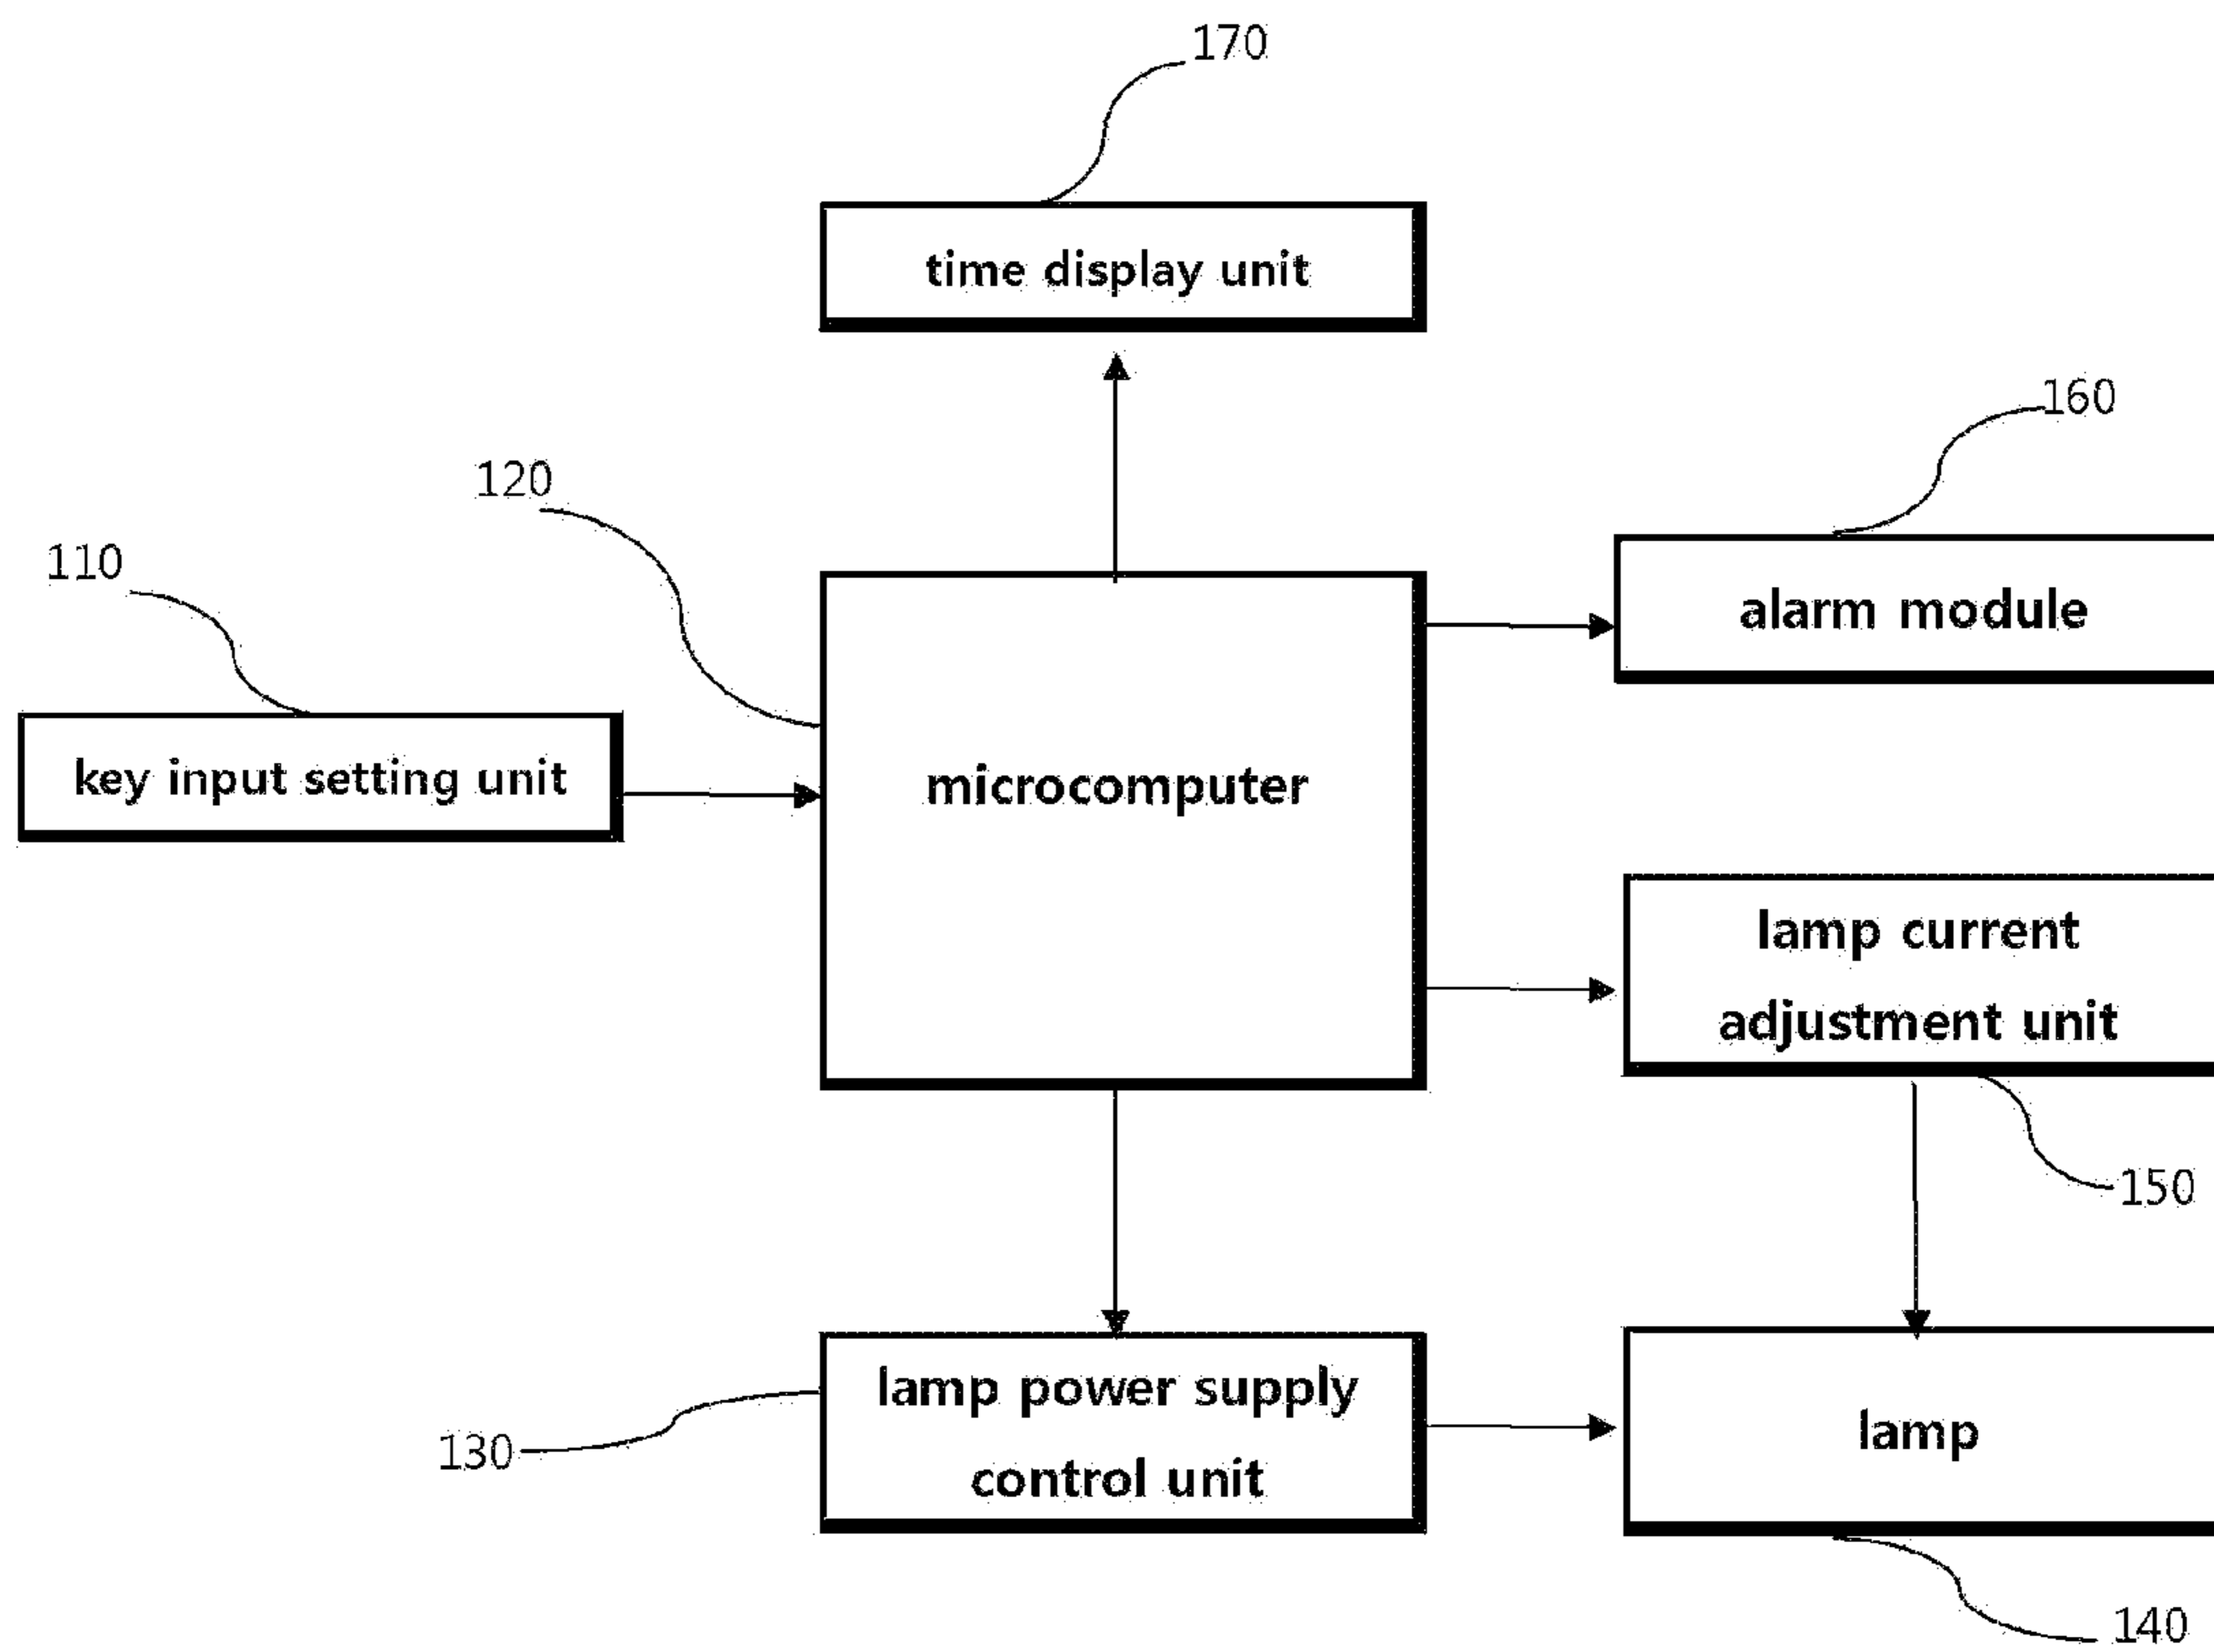 170
time display unit
160
120
110
alarm module
key input setting unit
microcomputer
lamp current
adjustment unit
150
lamp power supply
control unit
130
lamp
140